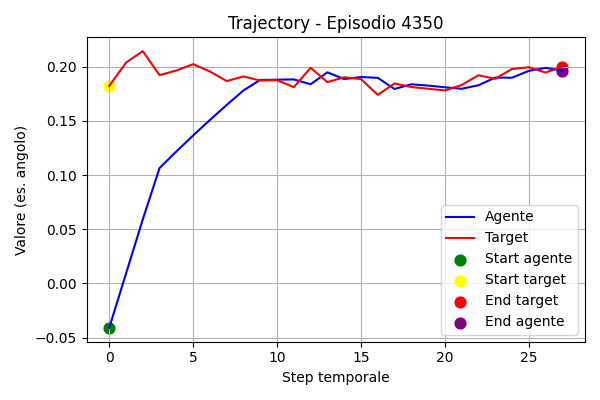 Trajectory - Episodio 4350
Valore (es. angolo)
0.20
0.15
0.10
0.05
0.00
−0.05
0
5
10
15
20
25
Step temporale
Agente
Target
Start agente
Start target
End target
End agente